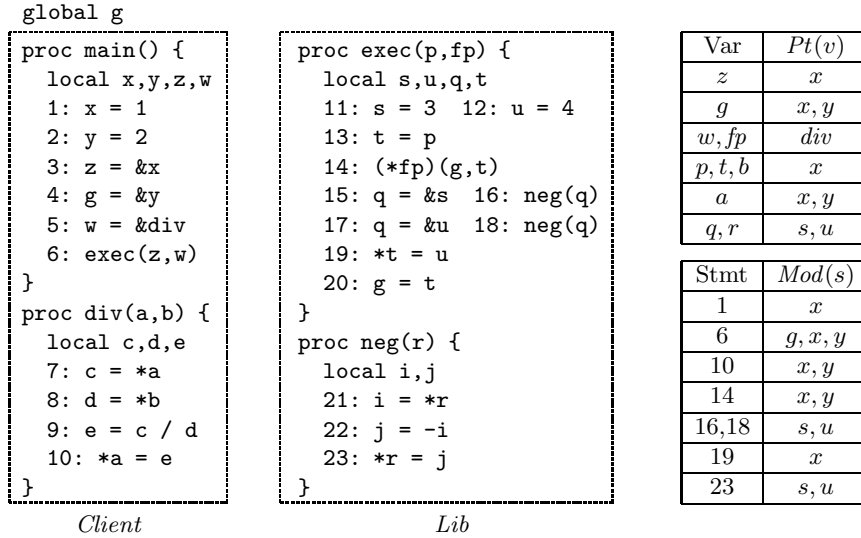 global g
proc main() {
local x,y,z,w
1: x = 1
2: y = 2
3: z = &x
4: g = &y
5: w = &div
6: exec(z,w)
}
proc div(a,b) {
local c,d,e
7: c = *a
8: d = *b
9: e = c / d
10: *a = e
}
Client
proc exec(p,fp) {
local s,u,q,t
11: s = 3 12: u = 4
13: t = p
14: (*fp)(g,t)
15: q = &s 16: neg(q)
17: q = &u 18: neg(q)
19: *t = u
20: g = t
}
proc neg(r) {
local i,j
21: i = *r
22: j = -i
23: *r = j
}
Lib
Var Pt(v)
z x
g x, y
w, fp div
p, t, b x
a x, y
q, r s, u
Stmt Mod(s)
1 x
6 g, x, y
10 x, y
14 x, y
16,18 s, u
19 x
23 s, u